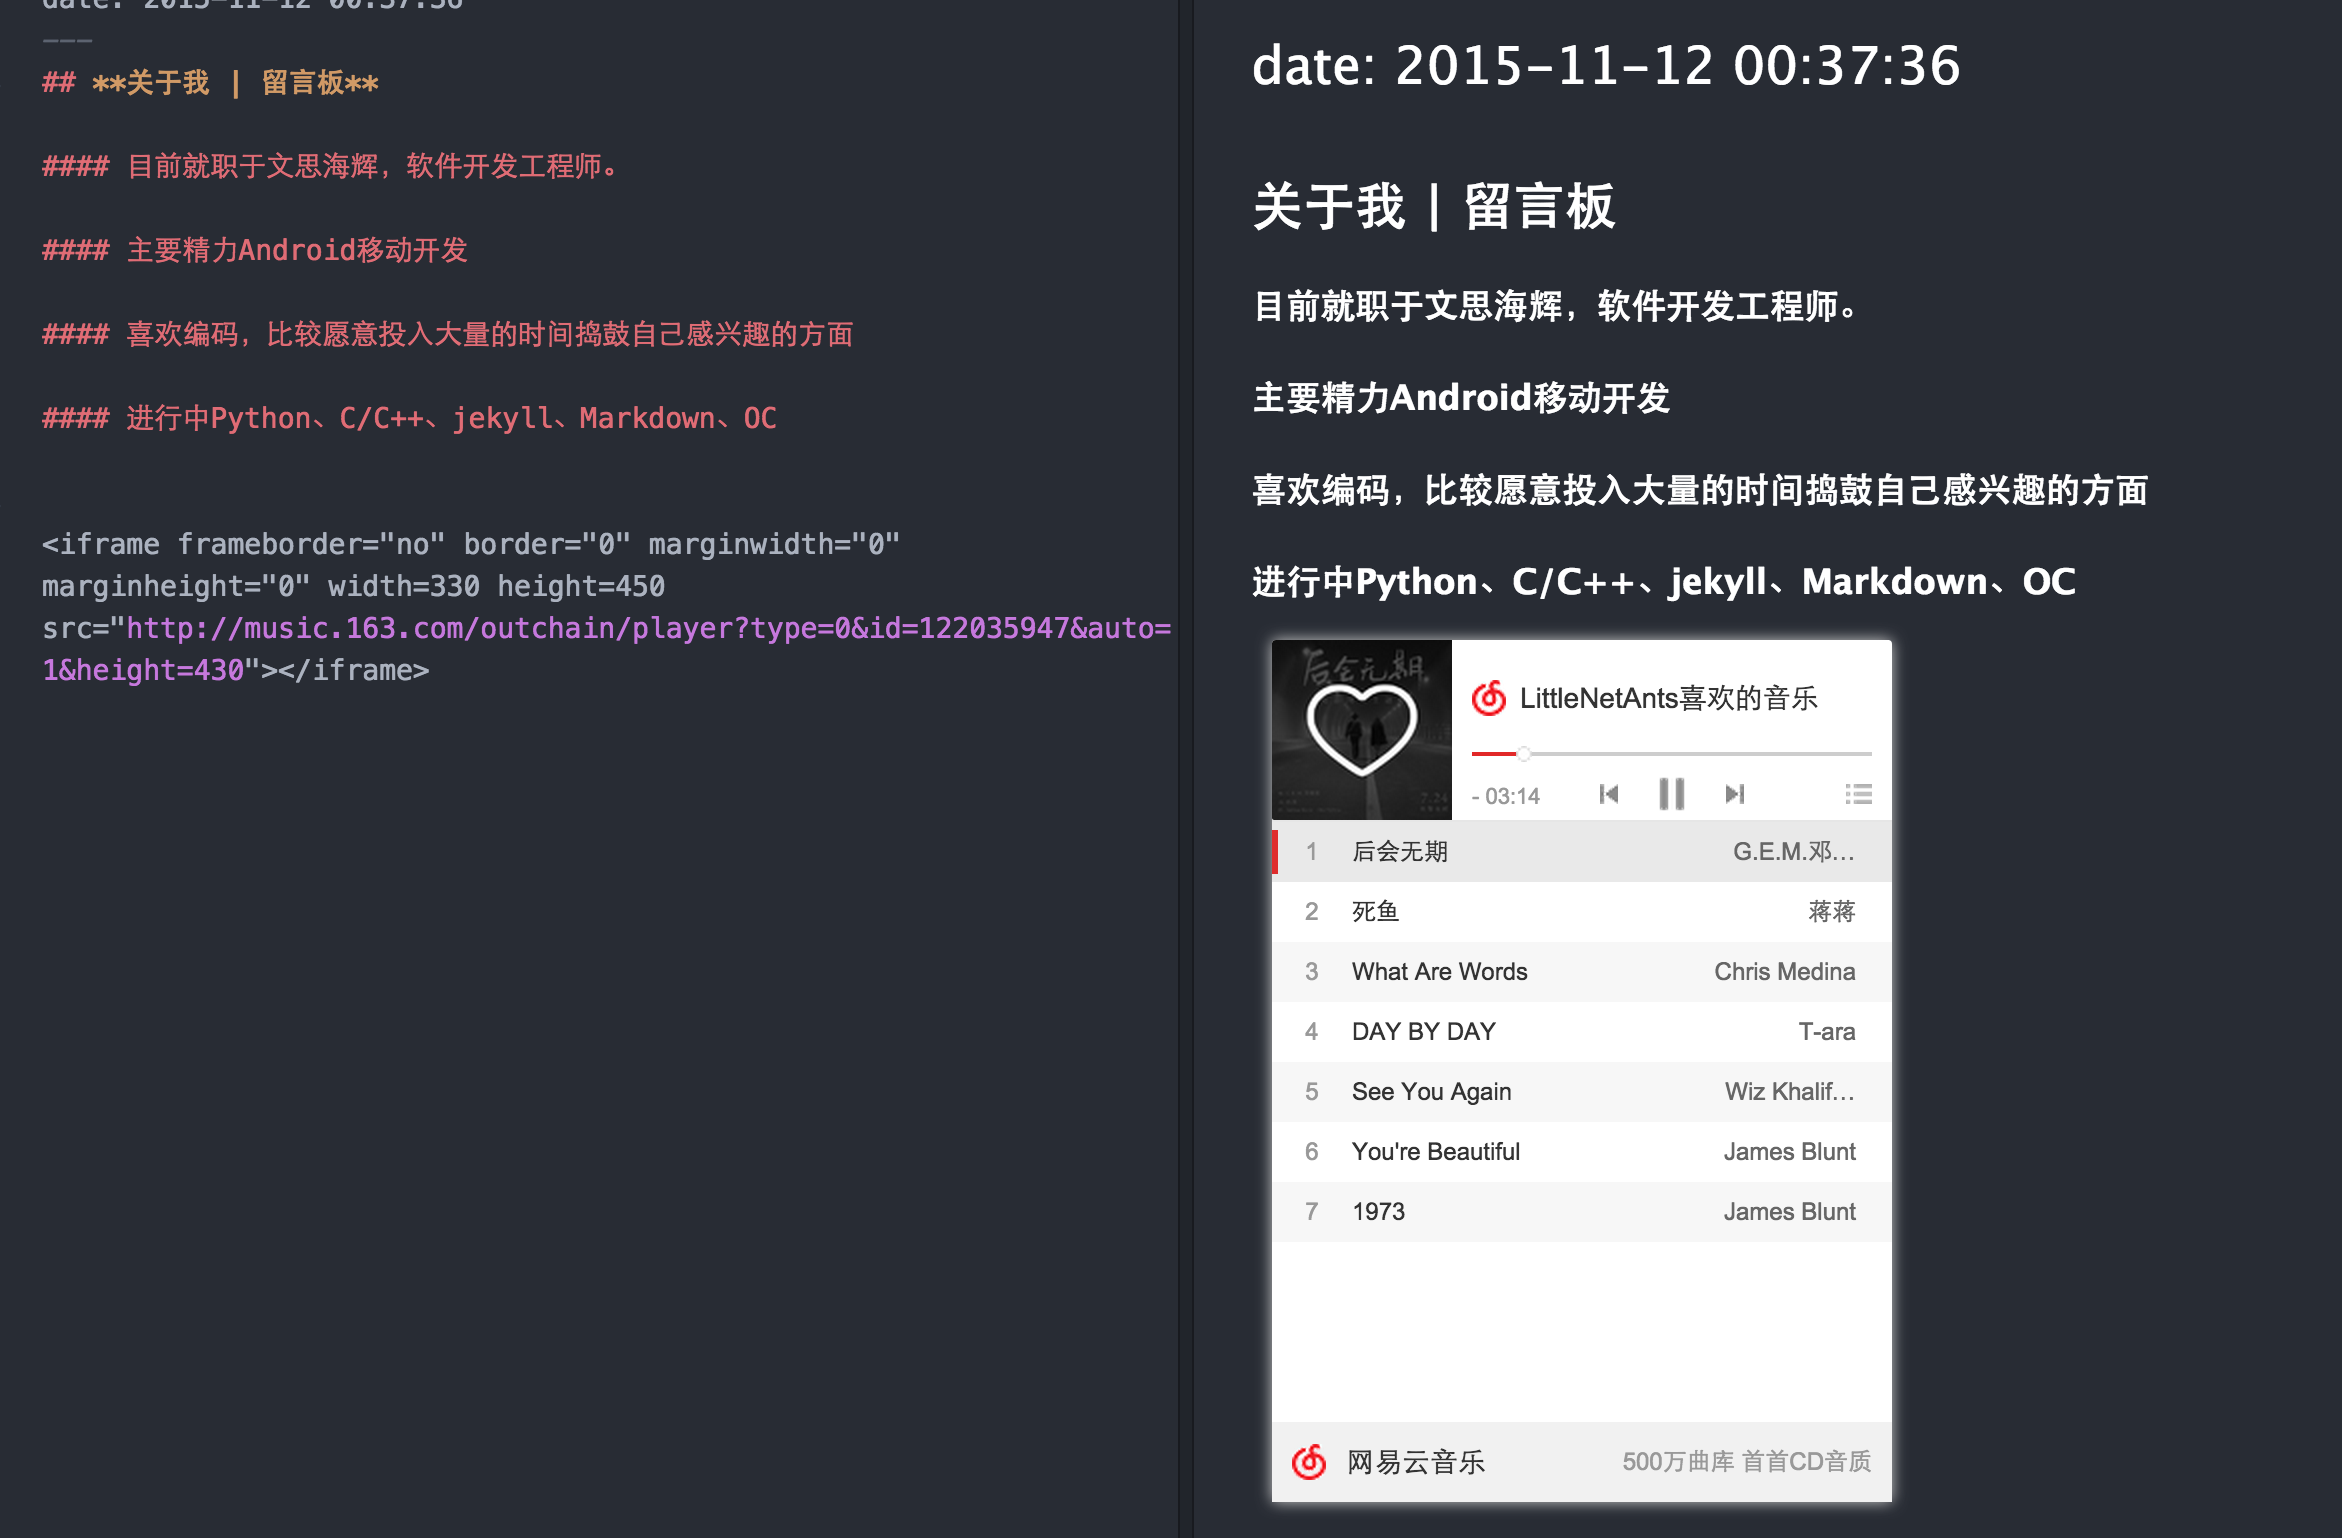 date: 2015-11-12 00:37:36
---
## **关于我 | 留言板**
#### 目前就职于文思海辉，软件开发工程师。
#### 主要精力Android移动开发
#### 喜欢编码，比较愿意投入大量的时间捣鼓自己感兴趣的方面
#### 进行中Python、C/C++、jekyll、Markdown、OC
<iframe frameborder="no" border="0" marginwidth="0"
marginheight="0" width=330 height=450
src="http://music.163.com/outchain/player?type=0&id=122035947&auto=
1&height=430"></iframe>
date: 2015-11-12 00:37:36
关于我 | 留言板
目前就职于文思海辉，软件开发工程师。
主要精力Android移动开发
喜欢编码，比较愿意投入大量的时间捣鼓自己感兴趣的方面
进行中Python、C/C++、jekyll、Markdown、OC
后会无期
LittleNetAnts喜欢的音乐
- 03:14
1 后会无期 G.E.M.邓...
2 死鱼 蒋蒋
3 What Are Words Chris Medina
4 DAY BY DAY T-ara
5 See You Again Wiz Khalif...
6 You're Beautiful James Blunt
7 1973 James Blunt
网易云音乐 500万曲库 首首CD音质